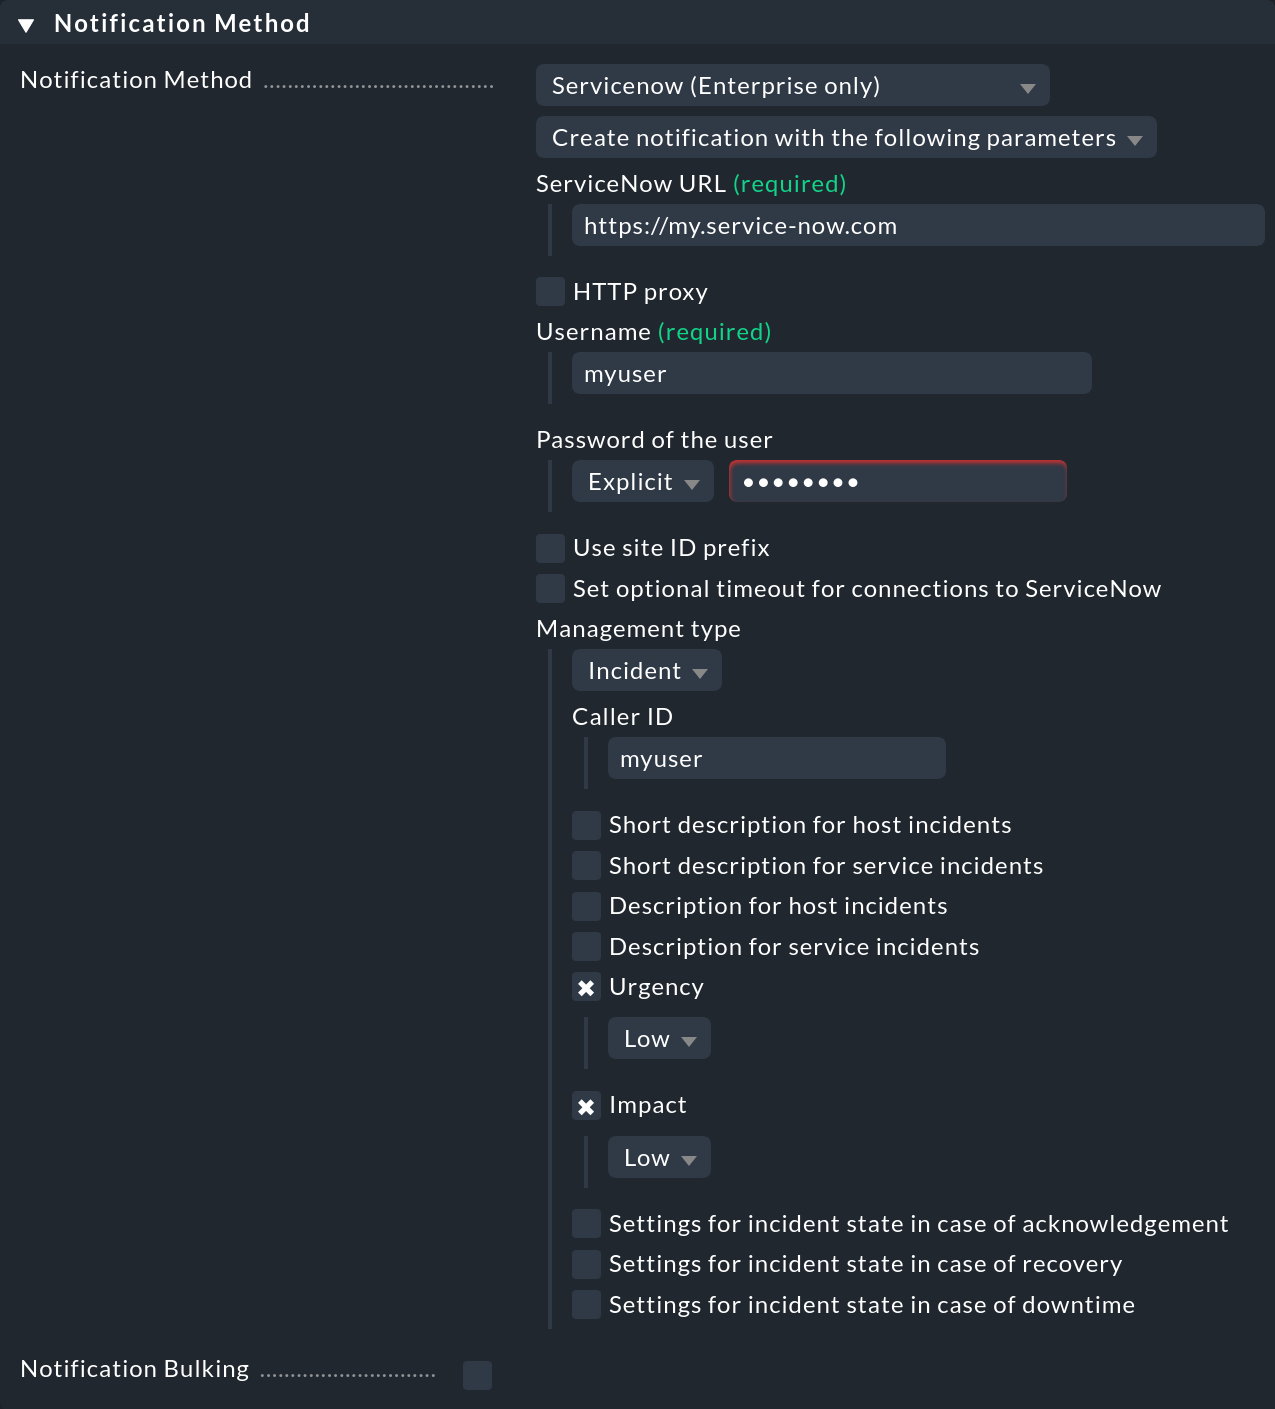 Notification Method
Notification Method
Servicenow (Enterprise only)
Create notification with the following parameters
ServiceNow URL (required)
https://my.service-now.com
HTTP proxy
Username (required)
myuser
Password of the user
Explicit ••••••••
Use site ID prefix
Set optional timeout for connections to ServiceNow
Management type
Incident
Caller ID
myuser
Short description for host incidents
Short description for service incidents
Description for host incidents
Description for service incidents
Urgency
Low
Impact
Low
Settings for incident state in case of acknowledgement
Settings for incident state in case of recovery
Settings for incident state in case of downtime
Notification Bulking